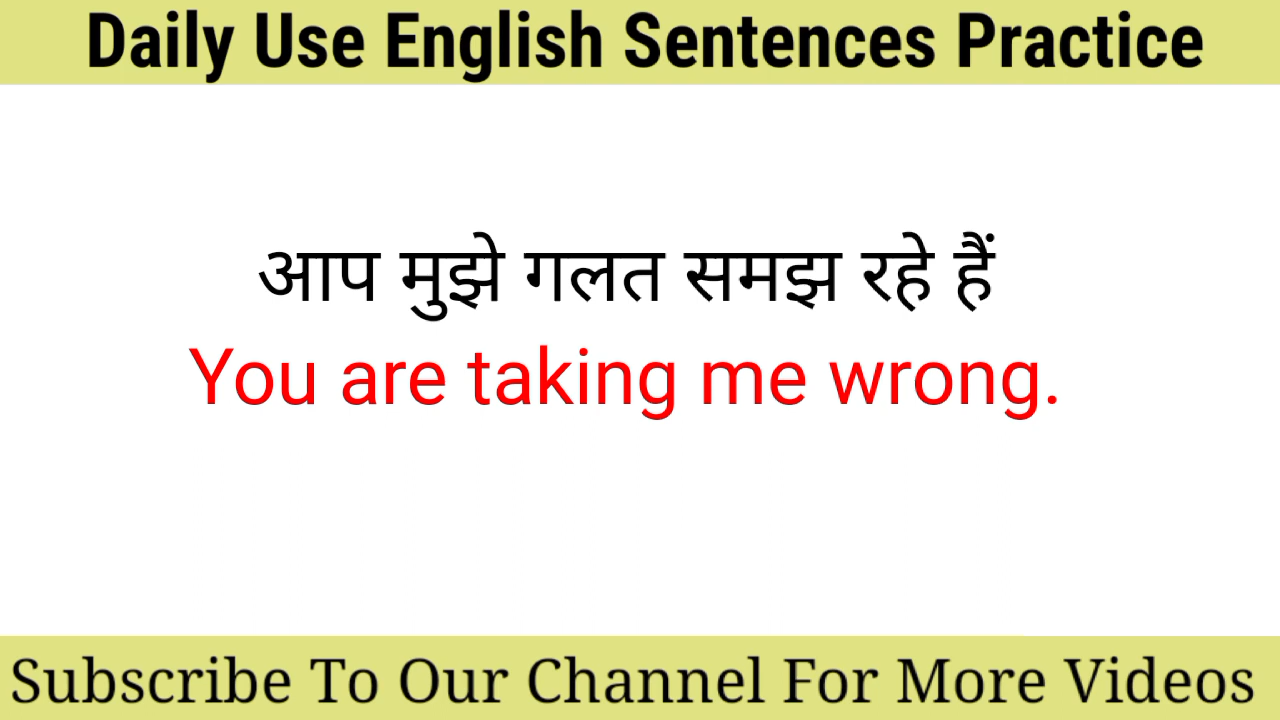 Daily Use English Sentences Practice
आप मुझे गलत समझ रहे हैं
You are taking me wrong.
Subscribe To Our Channel For More Videos